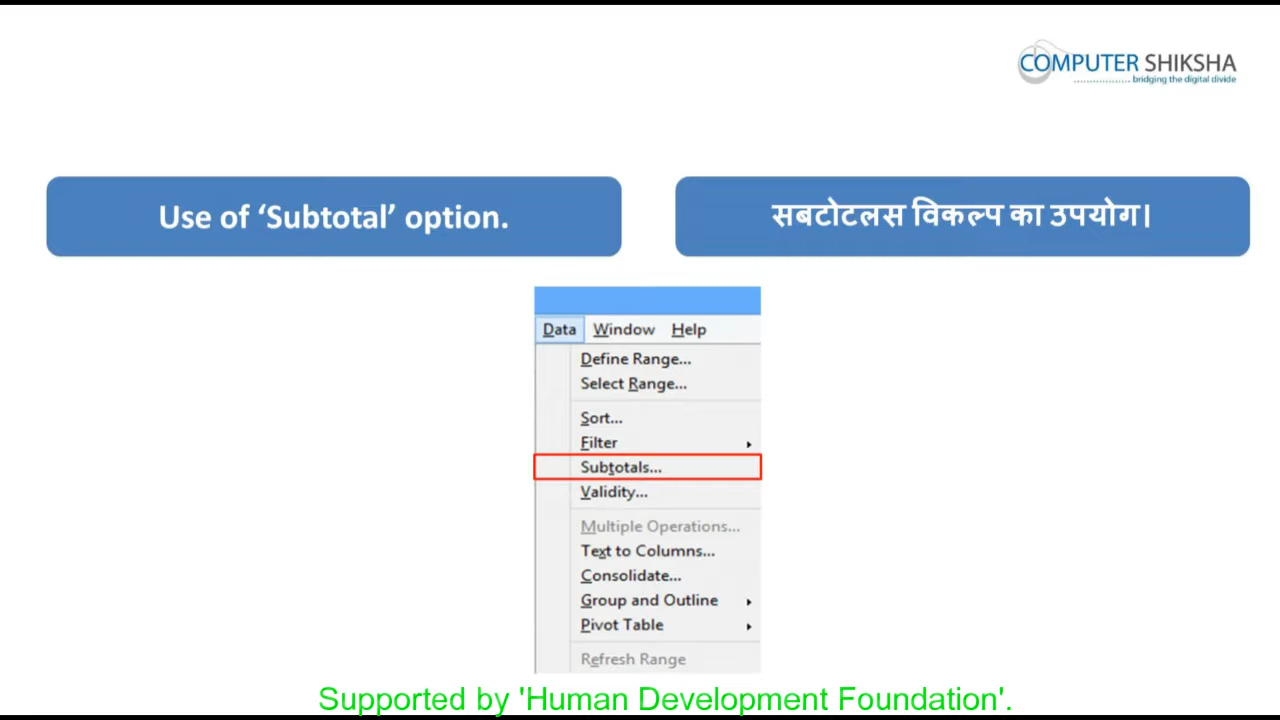 COMPUTER SHIKSHA
bridging the digital divide
Use of ‘Subtotal’ option.
सबटोटलस विकल्प का उपयोग।
Data Window Help
Define Range...
Select Range...
Sort...
Filter
Subtotals...
Validity...
Multiple Operations...
Text to Columns...
Consolidate...
Group and Outline
Pivot Table
Refresh Range
Supported by 'Human Development Foundation'.